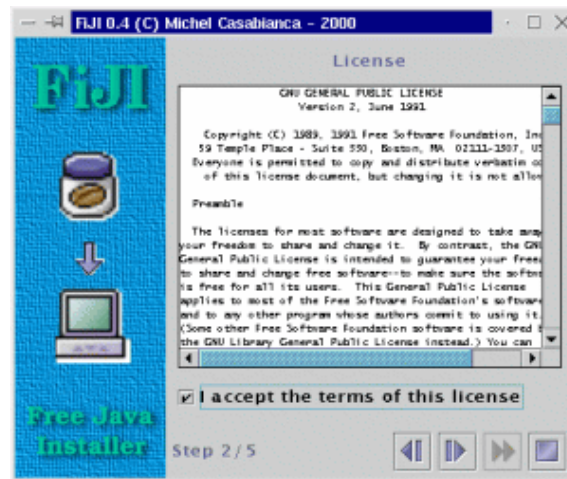 FiJI 0.4 (C) Michel Casabianca - 2000
FiJI
Free Java
Installer
License
GNU GENERAL PUBLIC LICENSE
Version 2, June 1991
Copyright (C) 1989, 1991 Free Software Foundation, In
59 Temple Place - Suite 330, Boston, MA 02111-1307, US
Everyone is permitted to copy and distribute verbatim co
of this license document, but changing it is not allow
Preamble
The licenses for most software are designed to take away
your freedom to share and change it. By contrast, the GNU
General Public License is intended to guarantee your free
to share and change free software--to make sure the softwa
is free for all its users. This General Public License
applies to most of the Free Software Foundation's software
and to any other program whose authors commit to using it.
(Some other Free Software Foundation software is covered b
the GNU Library General Public License instead.) You can
I accept the terms of this license
Step 2/5